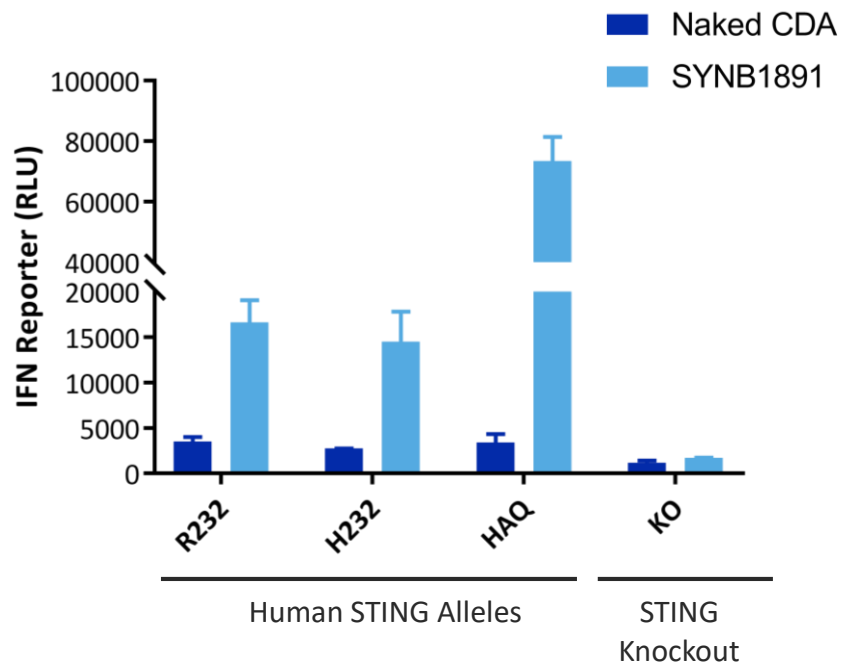 Naked CDA
SYNB1891
IFN Reporter (RLU)
100000
80000
60000
40000
20000
15000
10000
5000
0
R232
H232
HAQ
KO
Human STING Alleles
STING
Knockout